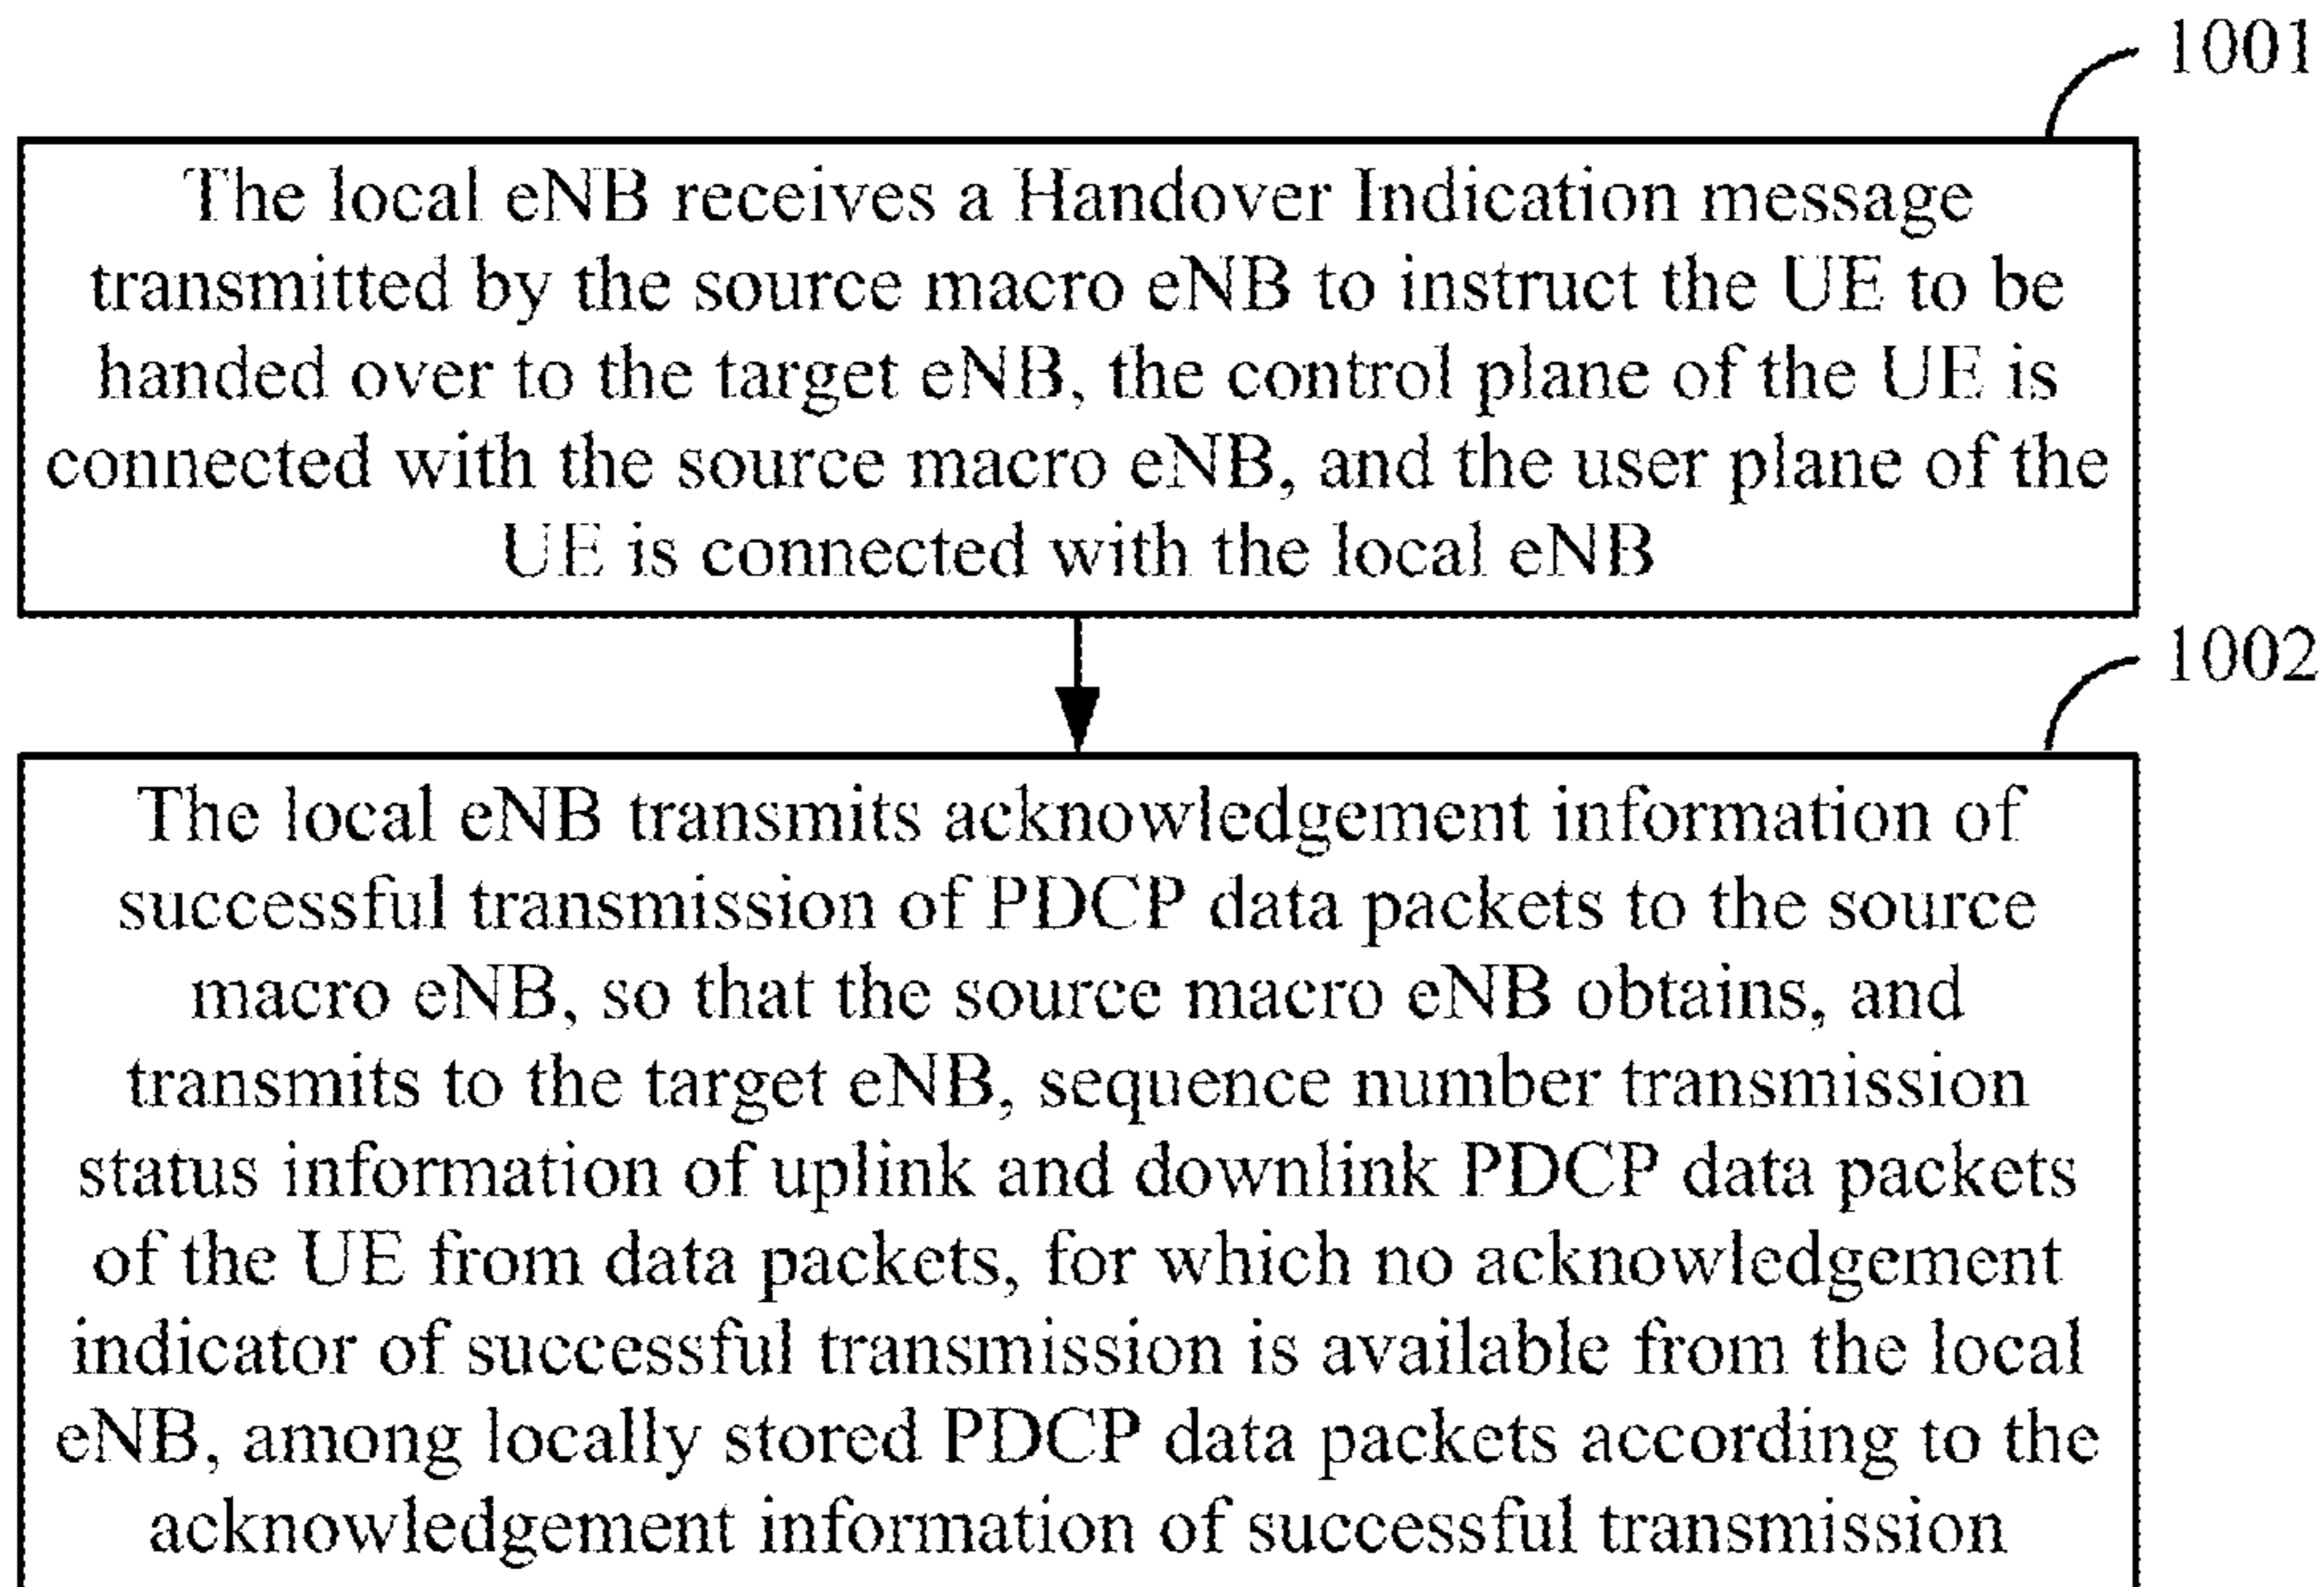 1001
The local eNB receives a Handover Indication message
transmitted by the source macro eNB to instruct the UE to be
handed over to the target eNB, the control plane of the UE is
connected with the source macro eNB, and the user plane of the
UE is connected with the local eNB
1002
The local eNB transmits acknowledgement information of
successful transmission of PDCP data packets to the source
macro eNB, so that the source macro eNB obtains, and
transmits to the target eNB, sequence number transmission
status information of uplink and downlink PDCP data packets
of the UE from data packets, for which no acknowledgement
indicator of successful transmission is available from the local
eNB, among locally stored PDCP data packets according to the
acknowledgement information of successful transmission